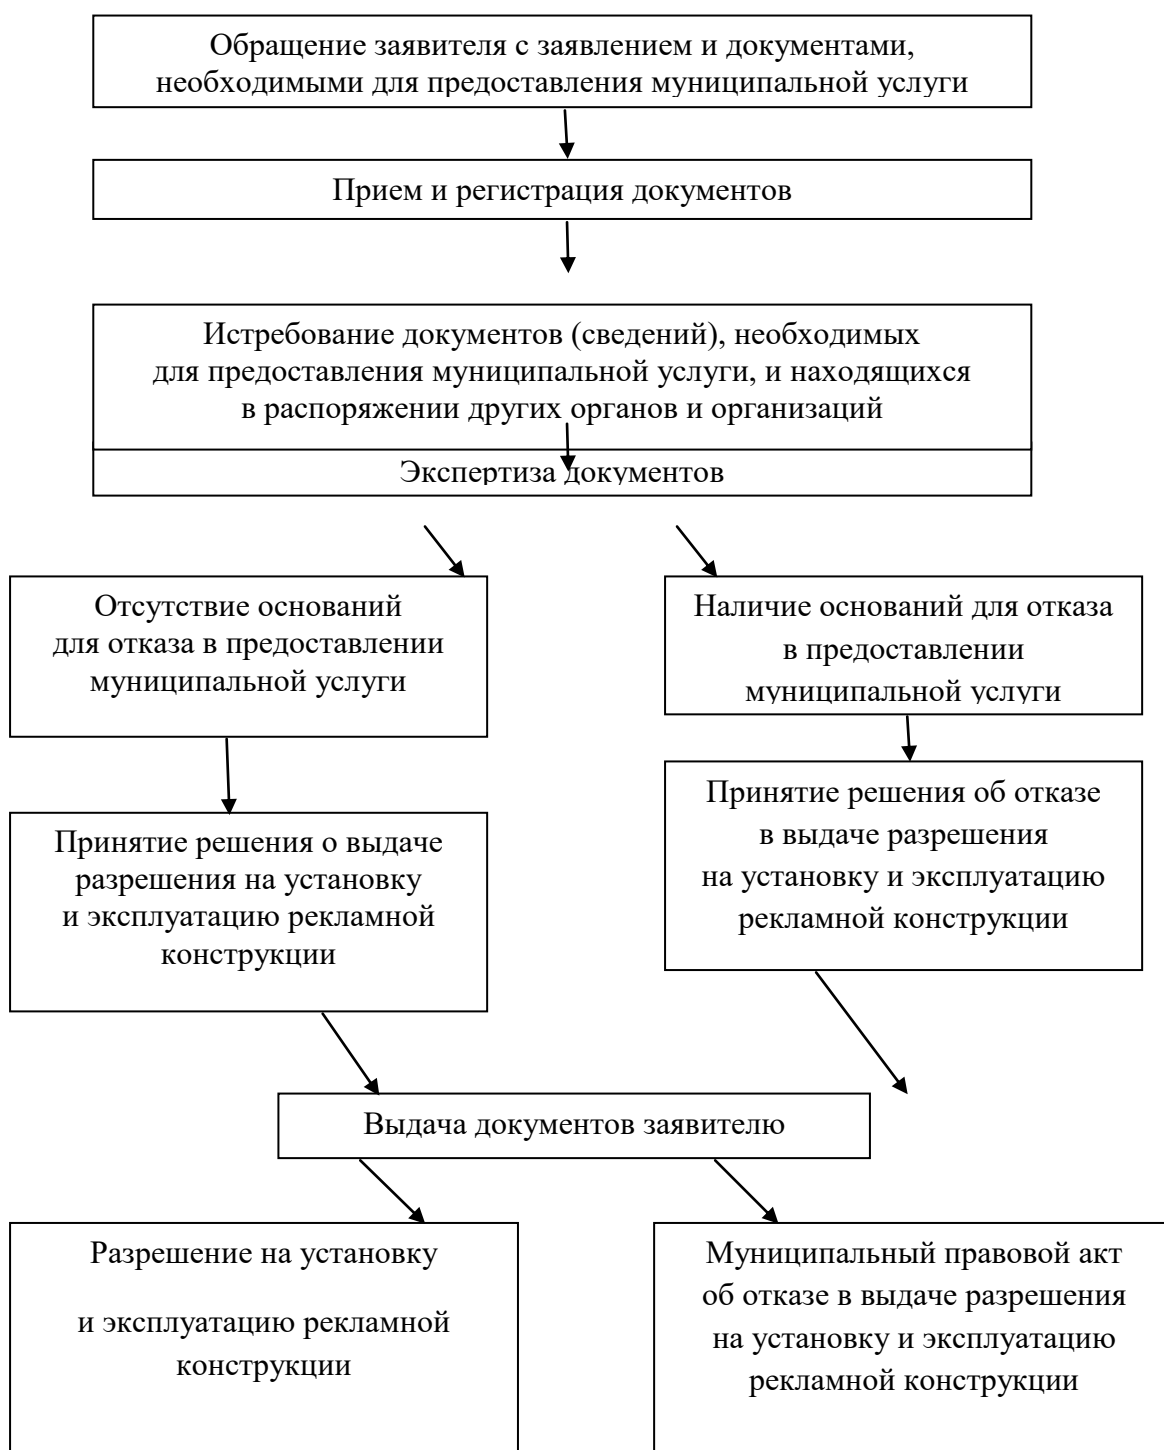 Обращение заявителя с заявлением и документами,
необходимыми для предоставления муниципальной услуги
Прием и регистрация документов
Истребование документов (сведений), необходимых
для предоставления муниципальной услуги, и находящихся
в распоряжении других органов и организаций
Экспертиза документов
Отсутствие оснований
для отказа в предоставлении
муниципальной услуги
Наличие оснований для отказа
в предоставлении
муниципальной услуги
Принятие решения о выдаче
разрешения на установку
и эксплуатацию рекламной
конструкции
Принятие решения об отказе
в выдаче разрешения
на установку и эксплуатацию
рекламной конструкции
Выдача документов заявителю
Разрешение на установку
и эксплуатацию рекламной
конструкции
Муниципальный правовой акт
об отказе в выдаче разрешения
на установку и эксплуатацию
рекламной конструкции